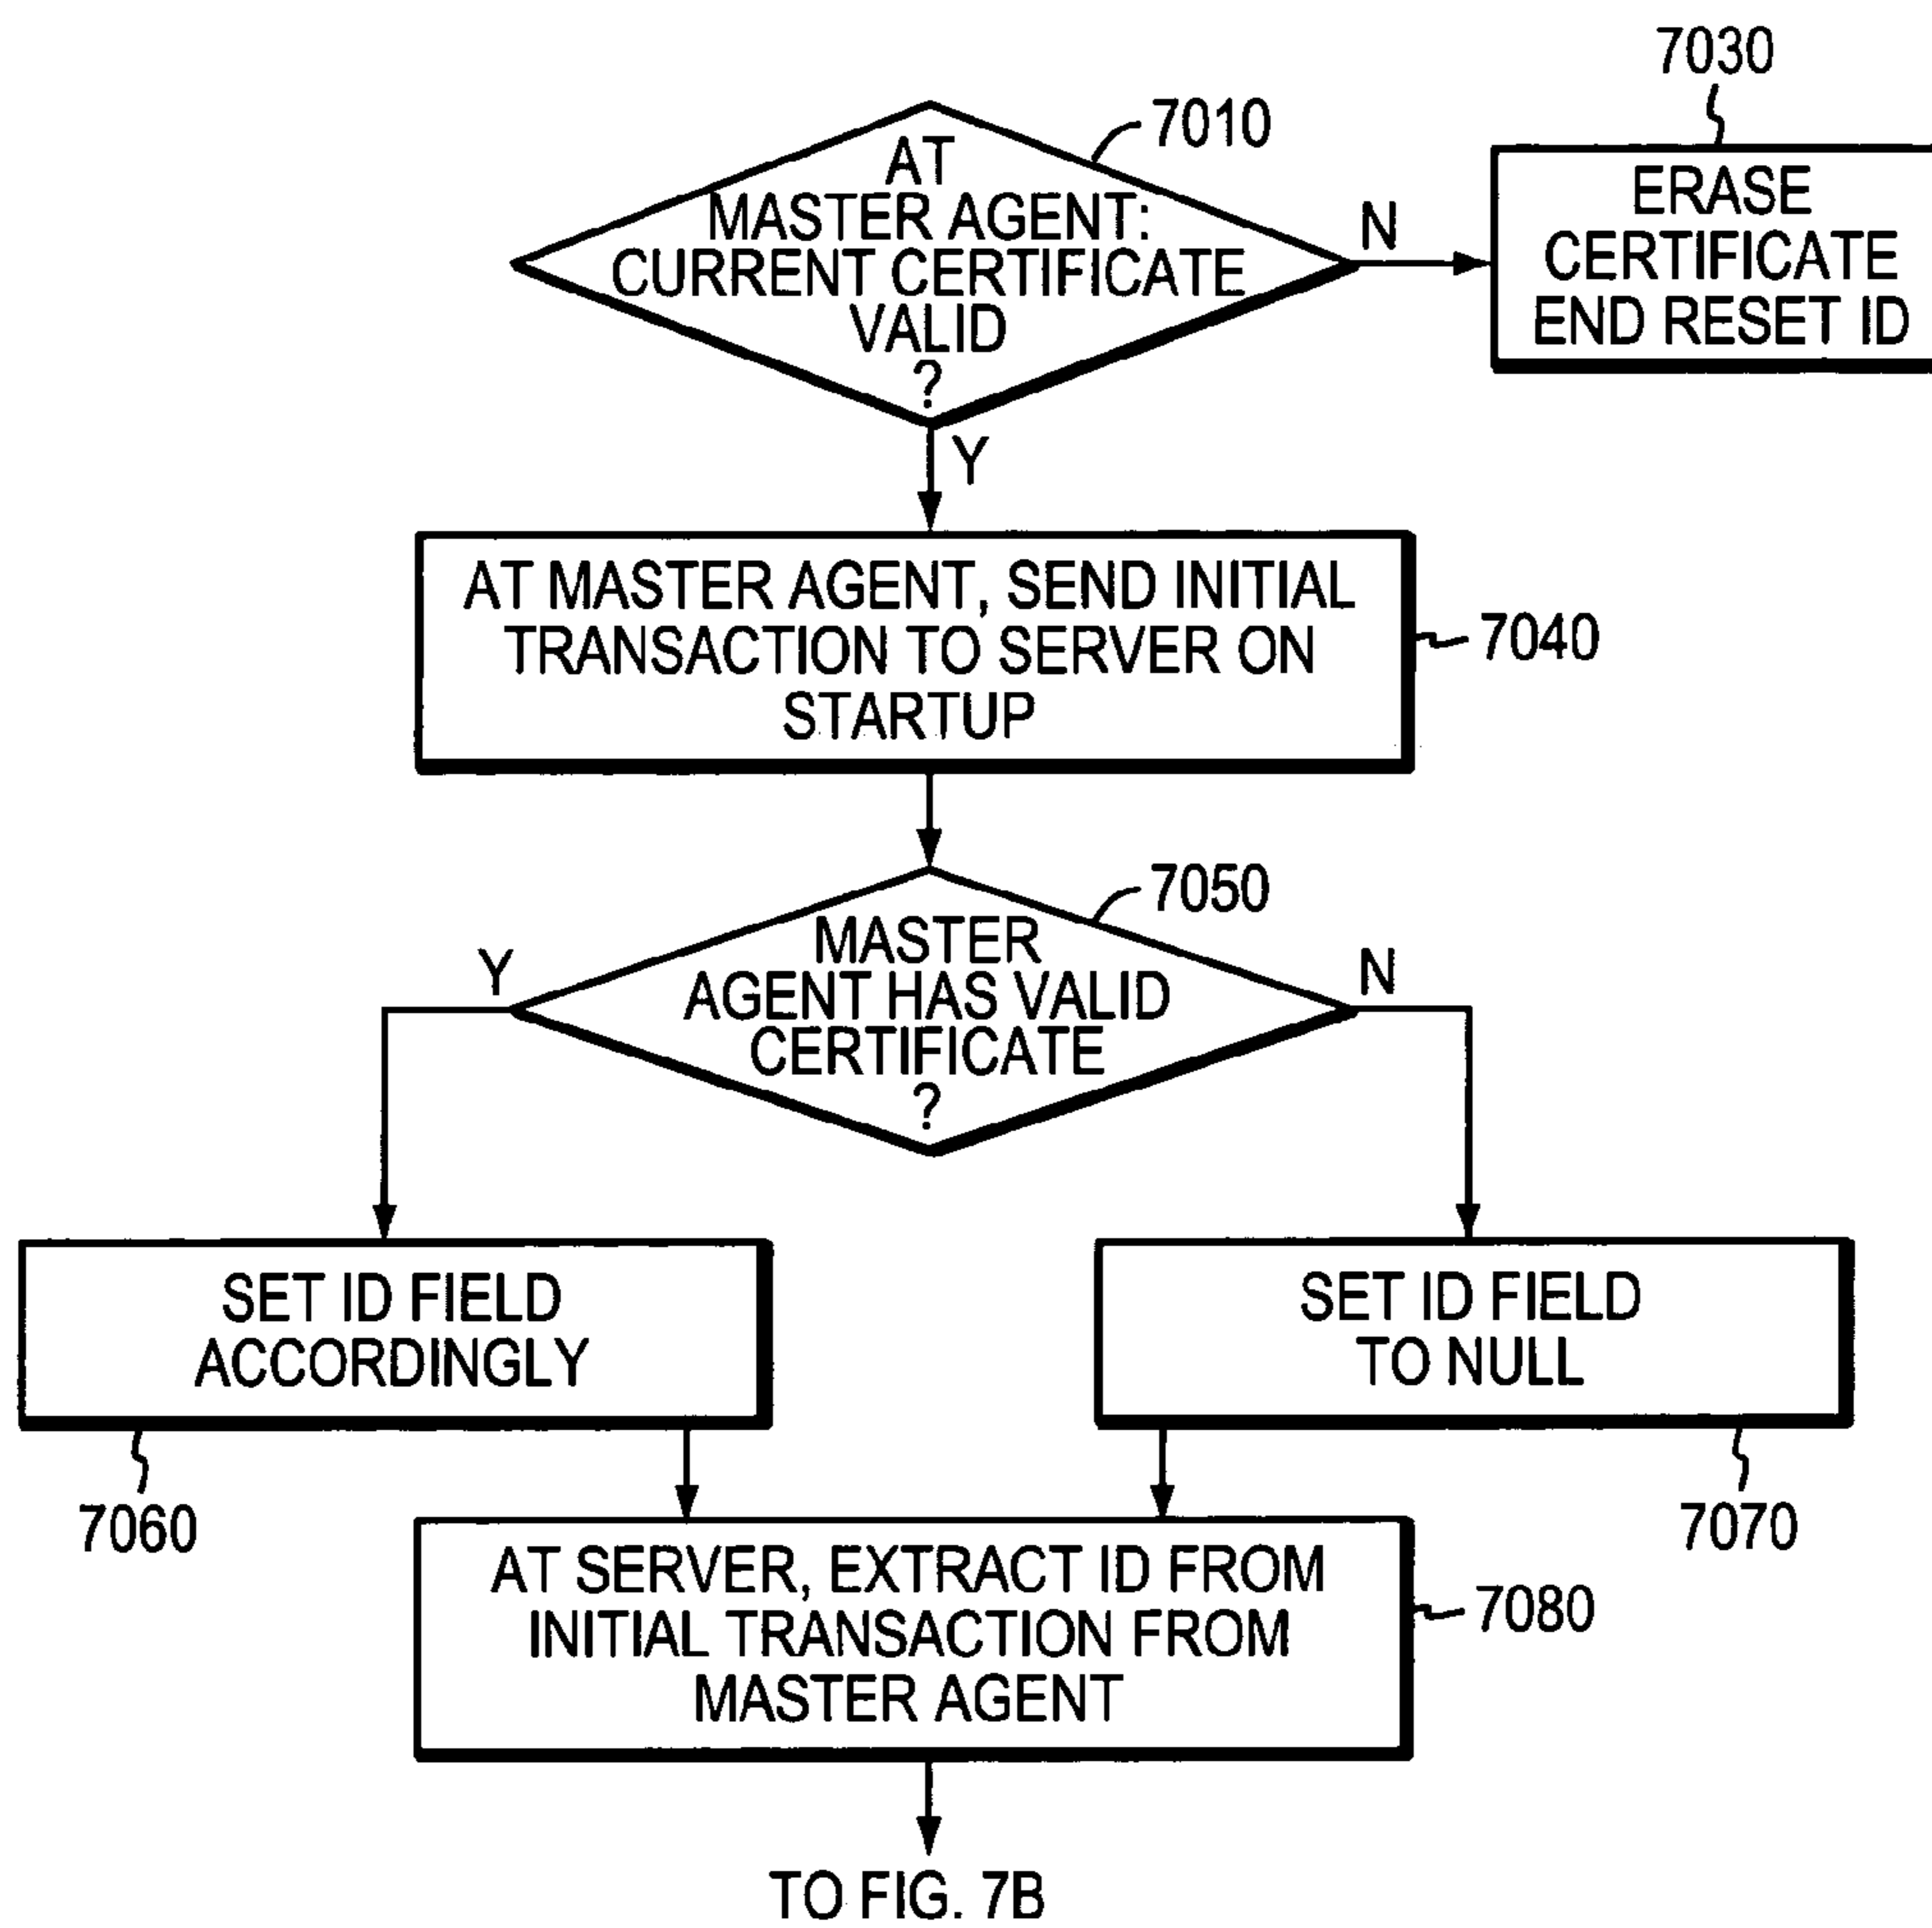 7030
7010
AT
MASTER AGENT:
CURRENT CERTIFICATE
VALID
?
N
ERASE
CERTIFICATE
END RESET ID
Y
AT MASTER AGENT, SEND INITIAL
TRANSACTION TO SERVER ON
STARTUP
7040
7050
MASTER
AGENT HAS VALID
CERTIFICATE
?
Y
N
SET ID FIELD
ACCORDINGLY
SET ID FIELD
TO NULL
7060
7070
AT SERVER, EXTRACT ID FROM
INITIAL TRANSACTION FROM
MASTER AGENT
7080
TO FIG. 7B